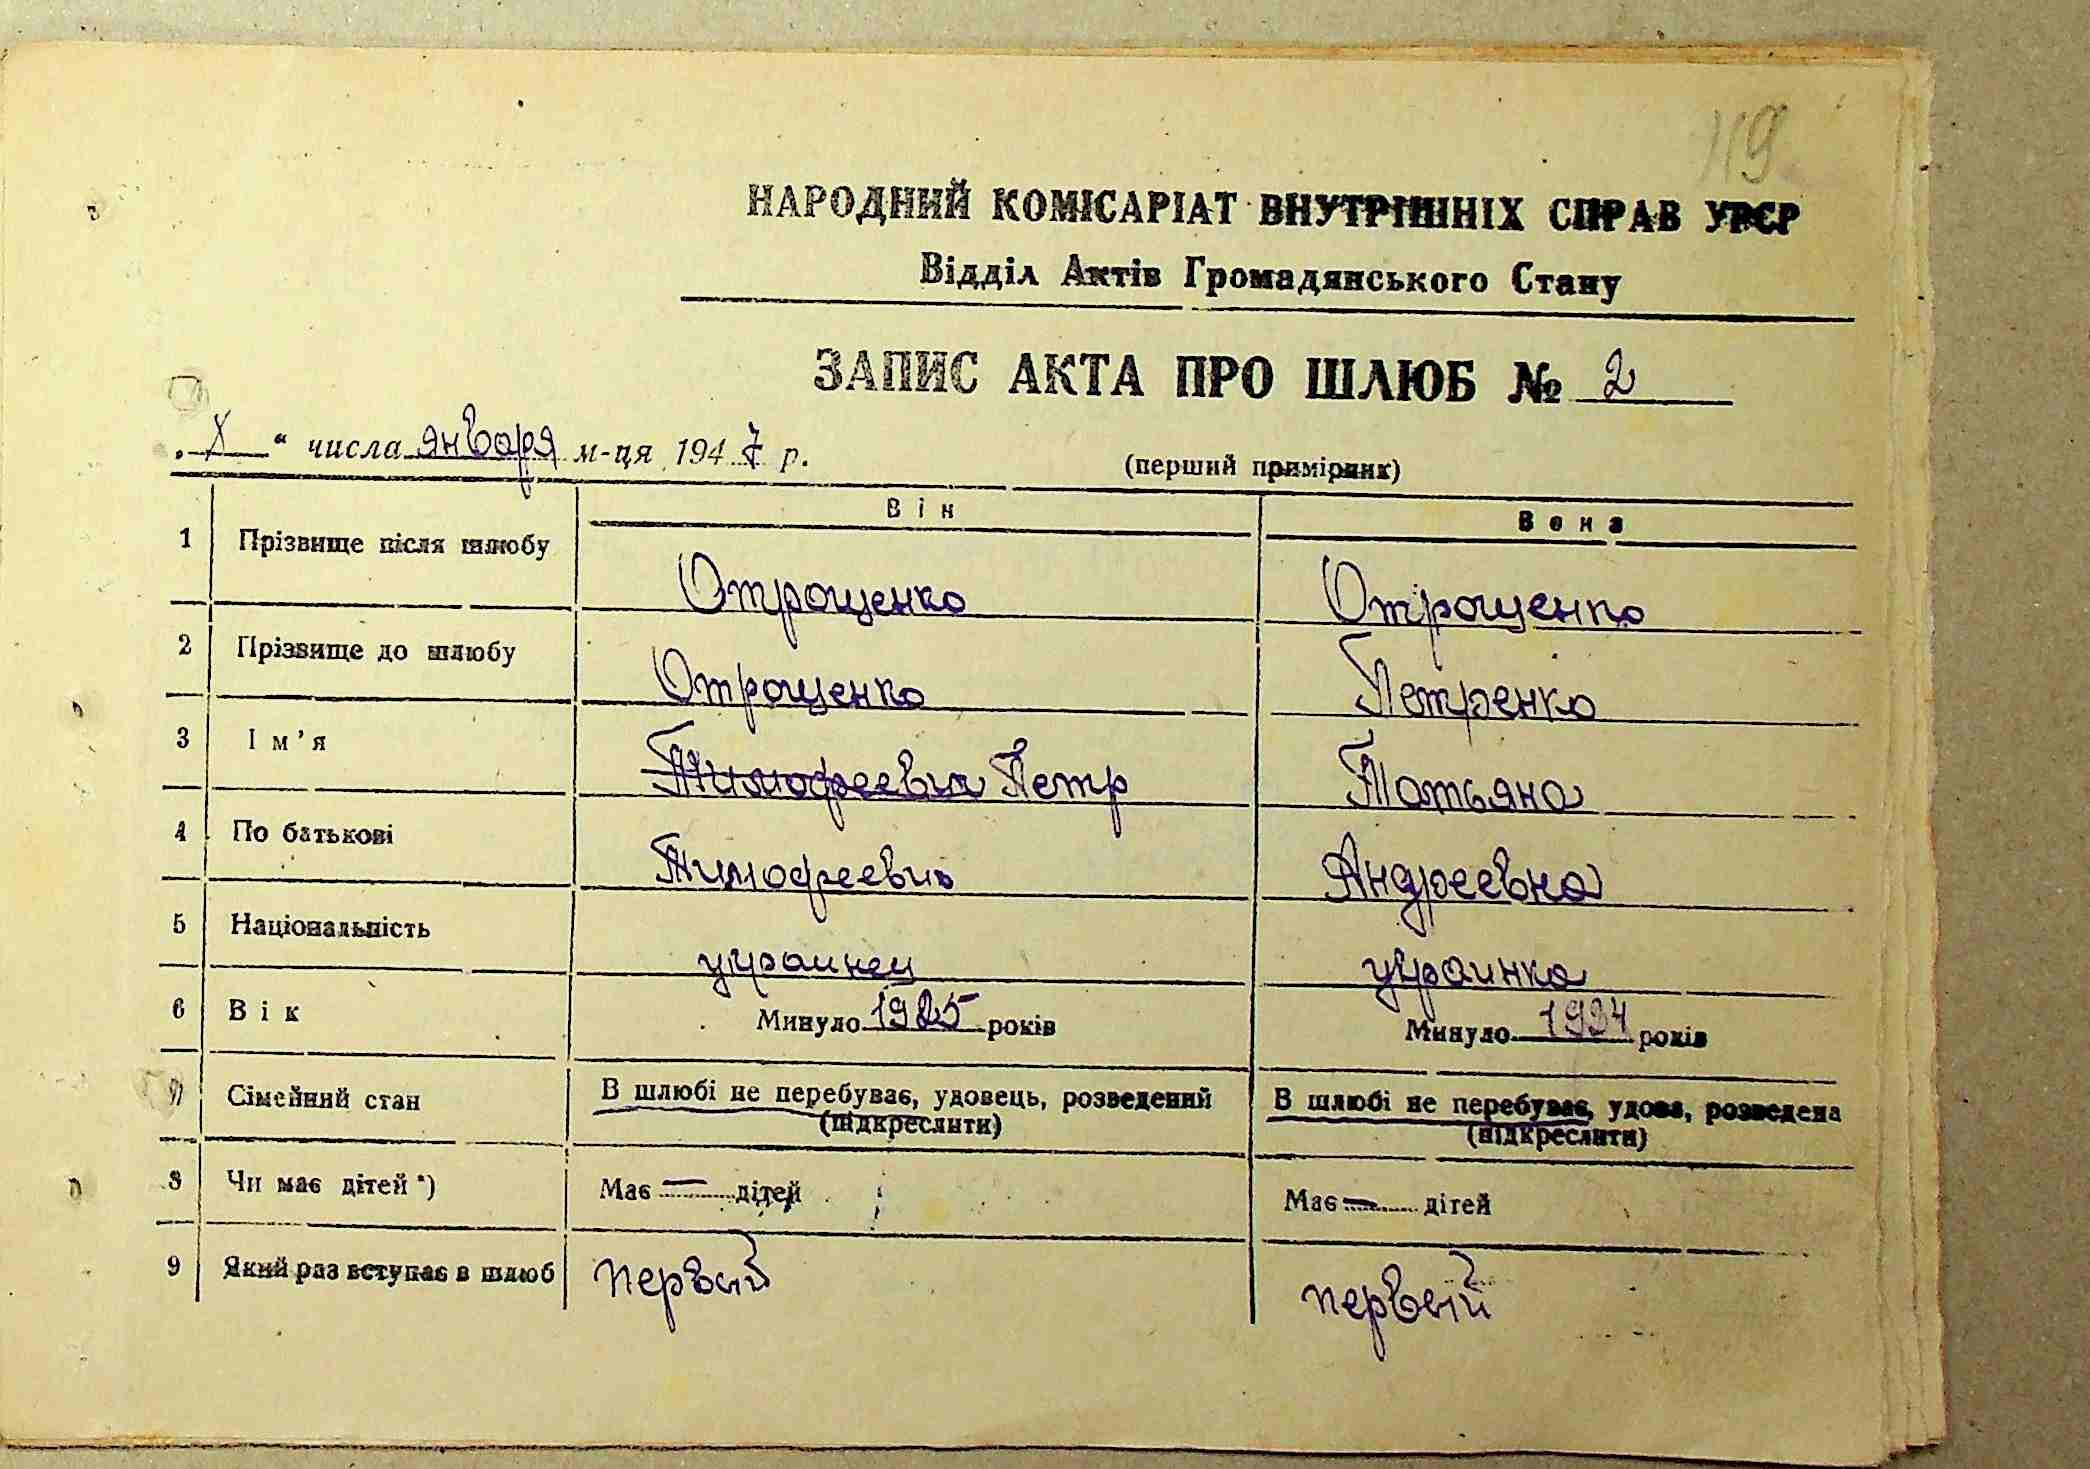 119
НАРОДНИЙ КОМІСАРІАТ ВНУТРІШНІХ СПРАВ УРСР
Відділ Актів Громадянського Стану
ЗАПИС АКТА ПРО ШЛЮБ № 2
„ X “ числа января м-ця 1947 р.
(перший примірник)
Він Вона
1 Прізвище після шлюбу Отрощенко Отрощенко
2 Прізвище до шлюбу Отрощенко Петренко
3 Ім’я Тимофеевич Петр Татьяна
4 По батькові Тимофеевич Андреевна
5 Національність украинец украинка
6 Вік Минуло 1925 років Минуло 1934 років
7 Сімейний стан В шлюбі не перебуває, удовець, розведений В шлюбі не перебуває, удова, розведена
(підкреслити) (підкреслити)
8 Чи має дітей *) Має — дітей Має — дітей
9 Який раз вступає в шлюб первый первый